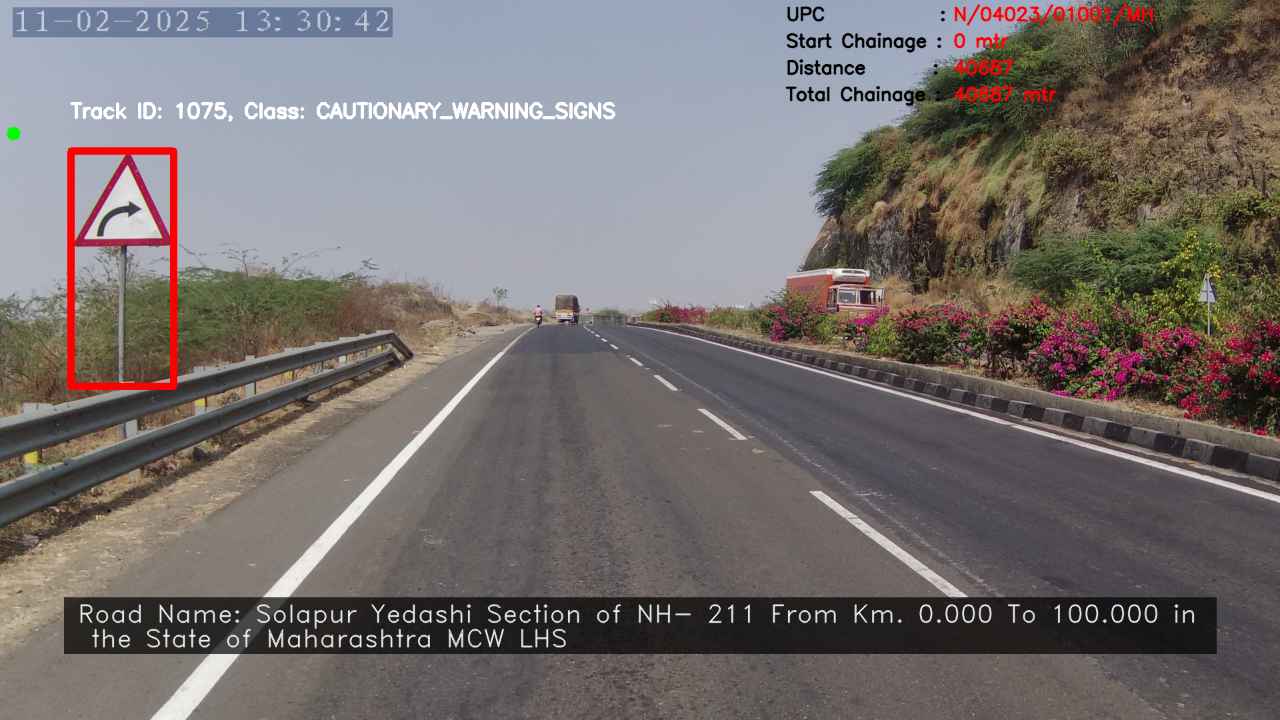 11-02-2025 13:30:42
UPC : N/04023/01001/MH
Start Chainage : 0 mtr
Distance : 40687
Total Chainage : 40687 mtr
Track ID: 1075, Class: CAUTIONARY_WARNING_SIGNS
Road Name: Solapur Yedashi Section of NH- 211 From Km. 0.000 To 100.000 in
the State of Maharashtra MCW LHS